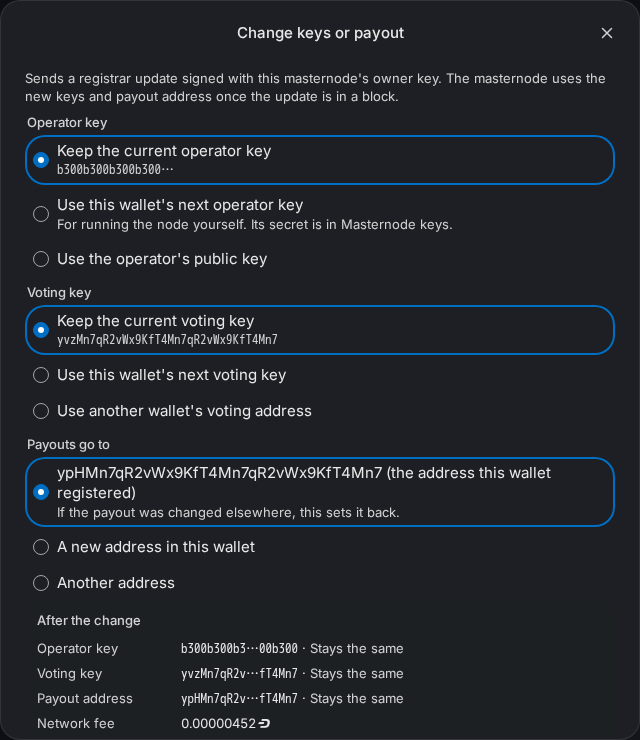 Change keys or payout
Sends a registrar update signed with this masternode's owner key. The masternode uses the
new keys and payout address once the update is in a block.
Operator key
Keep the current operator key
b300b300b300b300…
Use this wallet's next operator key
For running the node yourself. Its secret is in Masternode keys.
Use the operator's public key
Voting key
Keep the current voting key
yvzMn7qR2vWx9KfT4Mn7qR2vWx9KfT4Mn7
Use this wallet's next voting key
Use another wallet's voting address
Payouts go to
ypHMn7qR2vWx9KfT4Mn7qR2vWx9KfT4Mn7 (the address this wallet
registered)
If the payout was changed elsewhere, this sets it back.
A new address in this wallet
Another address
After the change
Operator key b300b300b3…00b300 · Stays the same
Voting key yvzMn7qR2v…fT4Mn7 · Stays the same
Payout address ypHMn7qR2v…fT4Mn7 · Stays the same
Network fee 0.00000452